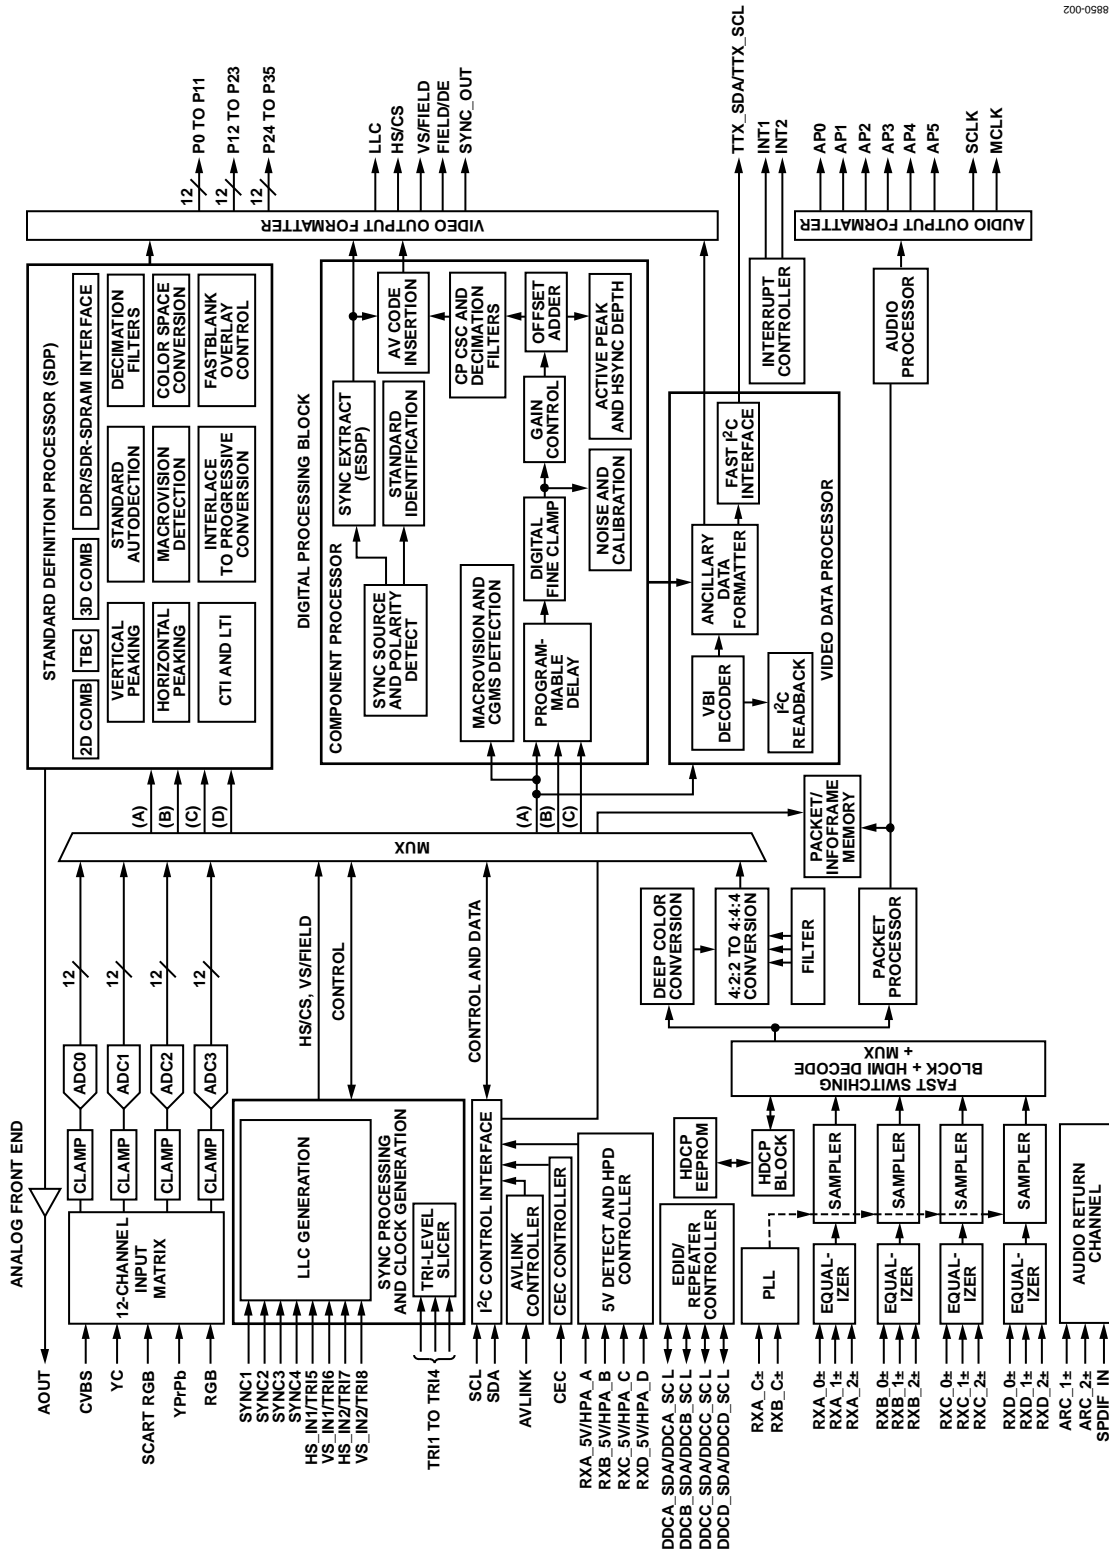 ANALOG FRONT END
AOUT
CVBS
YC
SCART RGB
YPrPb
RGB
12-CHANNEL
INPUT
MATRIX
CLAMP
ADC0
12
CLAMP
ADC1
12
CLAMP
ADC2
12
CLAMP
ADC3
12
SYNC1
SYNC2
SYNC3
SYNC4
HS_IN1/TRI5
VS_IN1/TRI6
HS_IN2/TRI7
VS_IN2/TRI8
LLC GENERATION
SYNC PROCESSING
AND CLOCK GENERATION
TRI1 TO TRI4
TRI-LEVEL
SLICER
HS/CS, VS/FIELD
CONTROL
SCL
SDA
I²C CONTROL INTERFACE
CONTROL AND DATA
AVLINK
AVLINK
CONTROLLER
CEC
CEC CONTROLLER
RXA_5V/HPA_A
RXB_5V/HPA_B
RXC_5V/HPA_C
RXD_5V/HPA_D
5V DETECT AND HPD
CONTROLLER
DDCA_SDA/DDCA_SCL
DDCB_SDA/DDCB_SCL
DDCC_SDA/DDCC_SCL
DDCD_SDA/DDCD_SCL
EDID/
REPEATER
CONTROLLER
HDCP
EEPROM
HDCP
BLOCK
RXA_C±
RXB_C±
PLL
RXA_0±
RXA_1±
RXA_2±
EQUAL-
IZER
SAMPLER
RXB_0±
RXB_1±
RXB_2±
EQUAL-
IZER
SAMPLER
RXC_0±
RXC_1±
RXC_2±
EQUAL-
IZER
SAMPLER
RXD_0±
RXD_1±
RXD_2±
EQUAL-
IZER
SAMPLER
ARC_1±
ARC_2±
SPDIF_IN
AUDIO RETURN
CHANNEL
FAST SWITCHING
BLOCK + HDMI DECODE
+ MUX
DEEP COLOR
CONVERSION
4:2:2 TO 4:4:4
CONVERSION
FILTER
PACKET
PROCESSOR
PACKET/
INFOFRAME
MEMORY
MUX
(A)
(B)
(C)
(D)
(A)
(B)
(C)
STANDARD DEFINITION PROCESSOR (SDP)
2D COMB
TBC
3D COMB
DDR/SDR-SDRAM INTERFACE
VERTICAL
PEAKING
STANDARD
AUTODETECTION
DECIMATION
FILTERS
HORIZONTAL
PEAKING
MACROVISION
DETECTION
COLOR SPACE
CONVERSION
CTI AND LTI
INTERLACE
TO PROGRESSIVE
CONVERSION
FASTBLANK
OVERLAY
CONTROL
DIGITAL PROCESSING BLOCK
COMPONENT PROCESSOR
SYNC SOURCE
AND POLARITY
DETECT
SYNC EXTRACT
(ESDP)
STANDARD
IDENTIFICATION
AV CODE
INSERTION
MACROVISION AND
CGMS DETECTION
CP CSC AND
DECIMATION
FILTERS
PROGRAM-
MABLE
DELAY
DIGITAL
FINE CLAMP
GAIN
CONTROL
OFFSET
ADDER
NOISE AND
CALIBRATION
ACTIVE PEAK
AND HSYNC DEPTH
VBI
DECODER
ANCILLARY
DATA
FORMATTER
FAST I²C
INTERFACE
I²C
READBACK
VIDEO DATA PROCESSOR
INTERRUPT
CONTROLLER
AUDIO
PROCESSOR
VIDEO OUTPUT FORMATTER
AUDIO OUTPUT FORMATTER
12
P0 TO P11
12
P12 TO P23
12
P24 TO P35
LLC
HS/CS
VS/FIELD
FIELD/DE
SYNC_OUT
TTX_SDA/TTX_SCL
INT1
INT2
AP0
AP1
AP2
AP3
AP4
AP5
SCLK
MCLK
8850-002